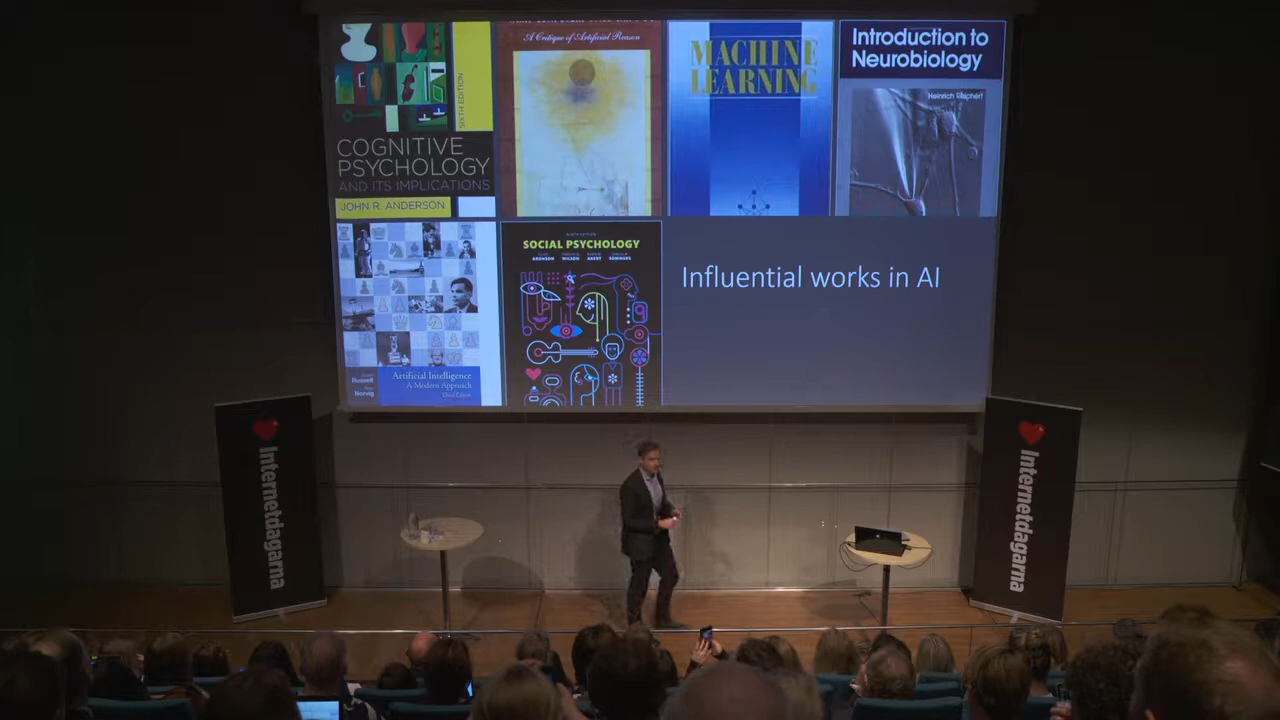 SIXTH EDITION
COGNITIVE
PSYCHOLOGY
AND ITS IMPLICATIONS
JOHN R. ANDERSON
A Critique of Artificial Reason
MACHINE
LEARNING
Introduction to
Neurobiology
Heinrich Reichert
Russell
Norvig
Artificial Intelligence
A Modern Approach
Third Edition
SOCIAL PSYCHOLOGY
ARONSON WILSON AKERT SOMMERS
Influential works in AI
Internetdagarna
Internetdagarna